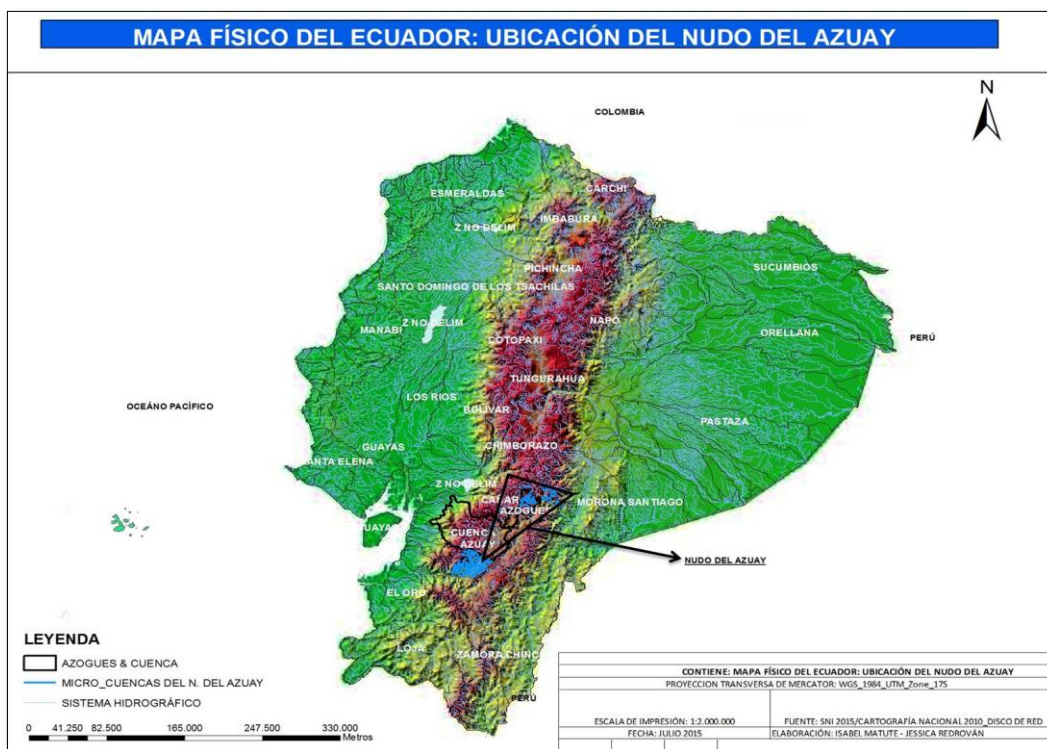 MAPA FÍSICO DEL ECUADOR: UBICACIÓN DEL NUDO DEL AZUAY
N
COLOMBIA
ESMERALDAS
CARCHI
IMBABURA
Z NO DELIM
PICHINCHA
SUCUMBIOS
SANTO DOMINGO DE LOS TSACHILAS
NAPO
MANABI
Z NO DELIM
ORELLANA
COTOPAXI
PERÚ
TUNGURAHUA
LOS RIOS
OCEÁNO PACÍFICO
BOLIVAR
PASTAZA
GUAYAS
CHIMBORAZO
ANTA ELENA
Z NO DELIM
CAÑAR
MORONA SANTIAGO
AZOGUE
UAYA
CUENCA
AZUAY
NUDO DEL AZUAY
EL ORO
LOJA
ZAMORA CHINC
PERÚ
LEYENDA
AZOGUES & CUENCA
MICRO_CUENCAS DEL N. DEL AZUAY
SISTEMA HIDROGRÁFICO
0 41.250 82.500 165.000 247.500 330.000
Metros
CONTIENE: MAPA FÍSICO DEL ECUADOR: UBICACIÓN DEL NUDO DEL AZUAY
PROYECCION TRANSVERSA DE MERCATOR: WGS_1984_UTM_Zone_17S
ESCALA DE IMPRESIÓN: 1:2.000.000
FUENTE: SNI 2015/CARTOGRAFÍA NACIONAL 2010_DISCO DE RED
FECHA: JULIO 2015
ELABORACIÓN: ISABEL MATUTE - JESSICA REDROVÁN